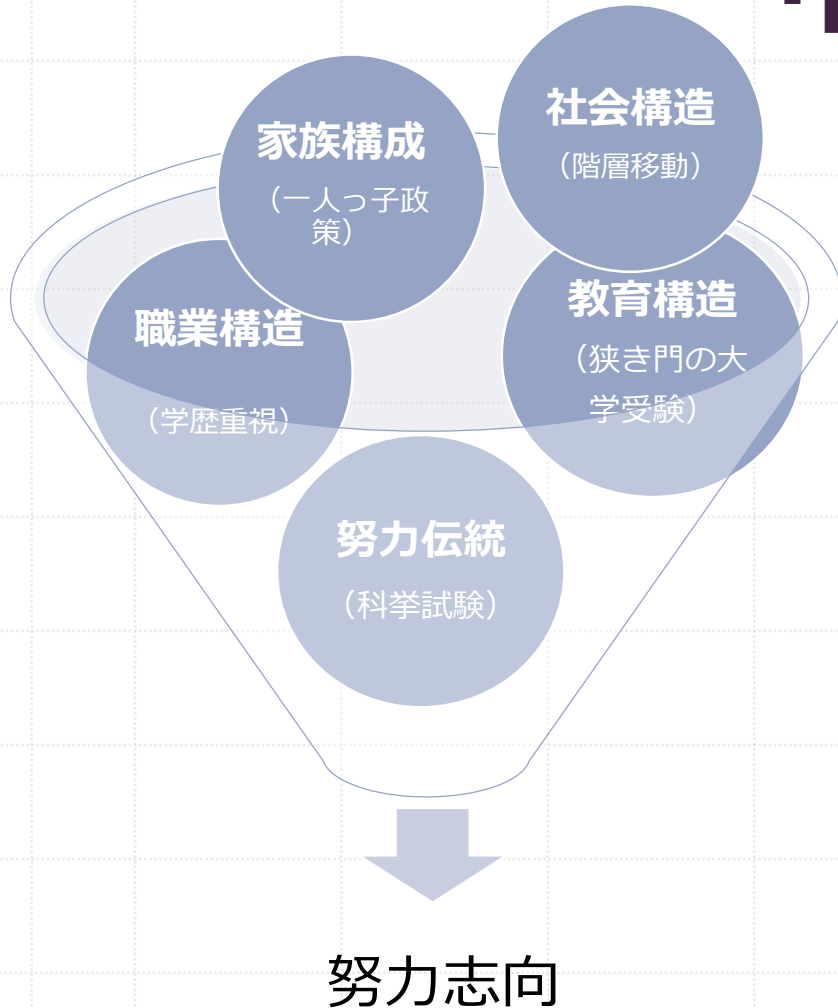 社会構造
（階層移動）
家族構成
（一人っ子政
策）
職業構造
（学歴重視）
教育構造
（狭き門の大
学受験）
努力伝統
（科挙試験）
努力志向